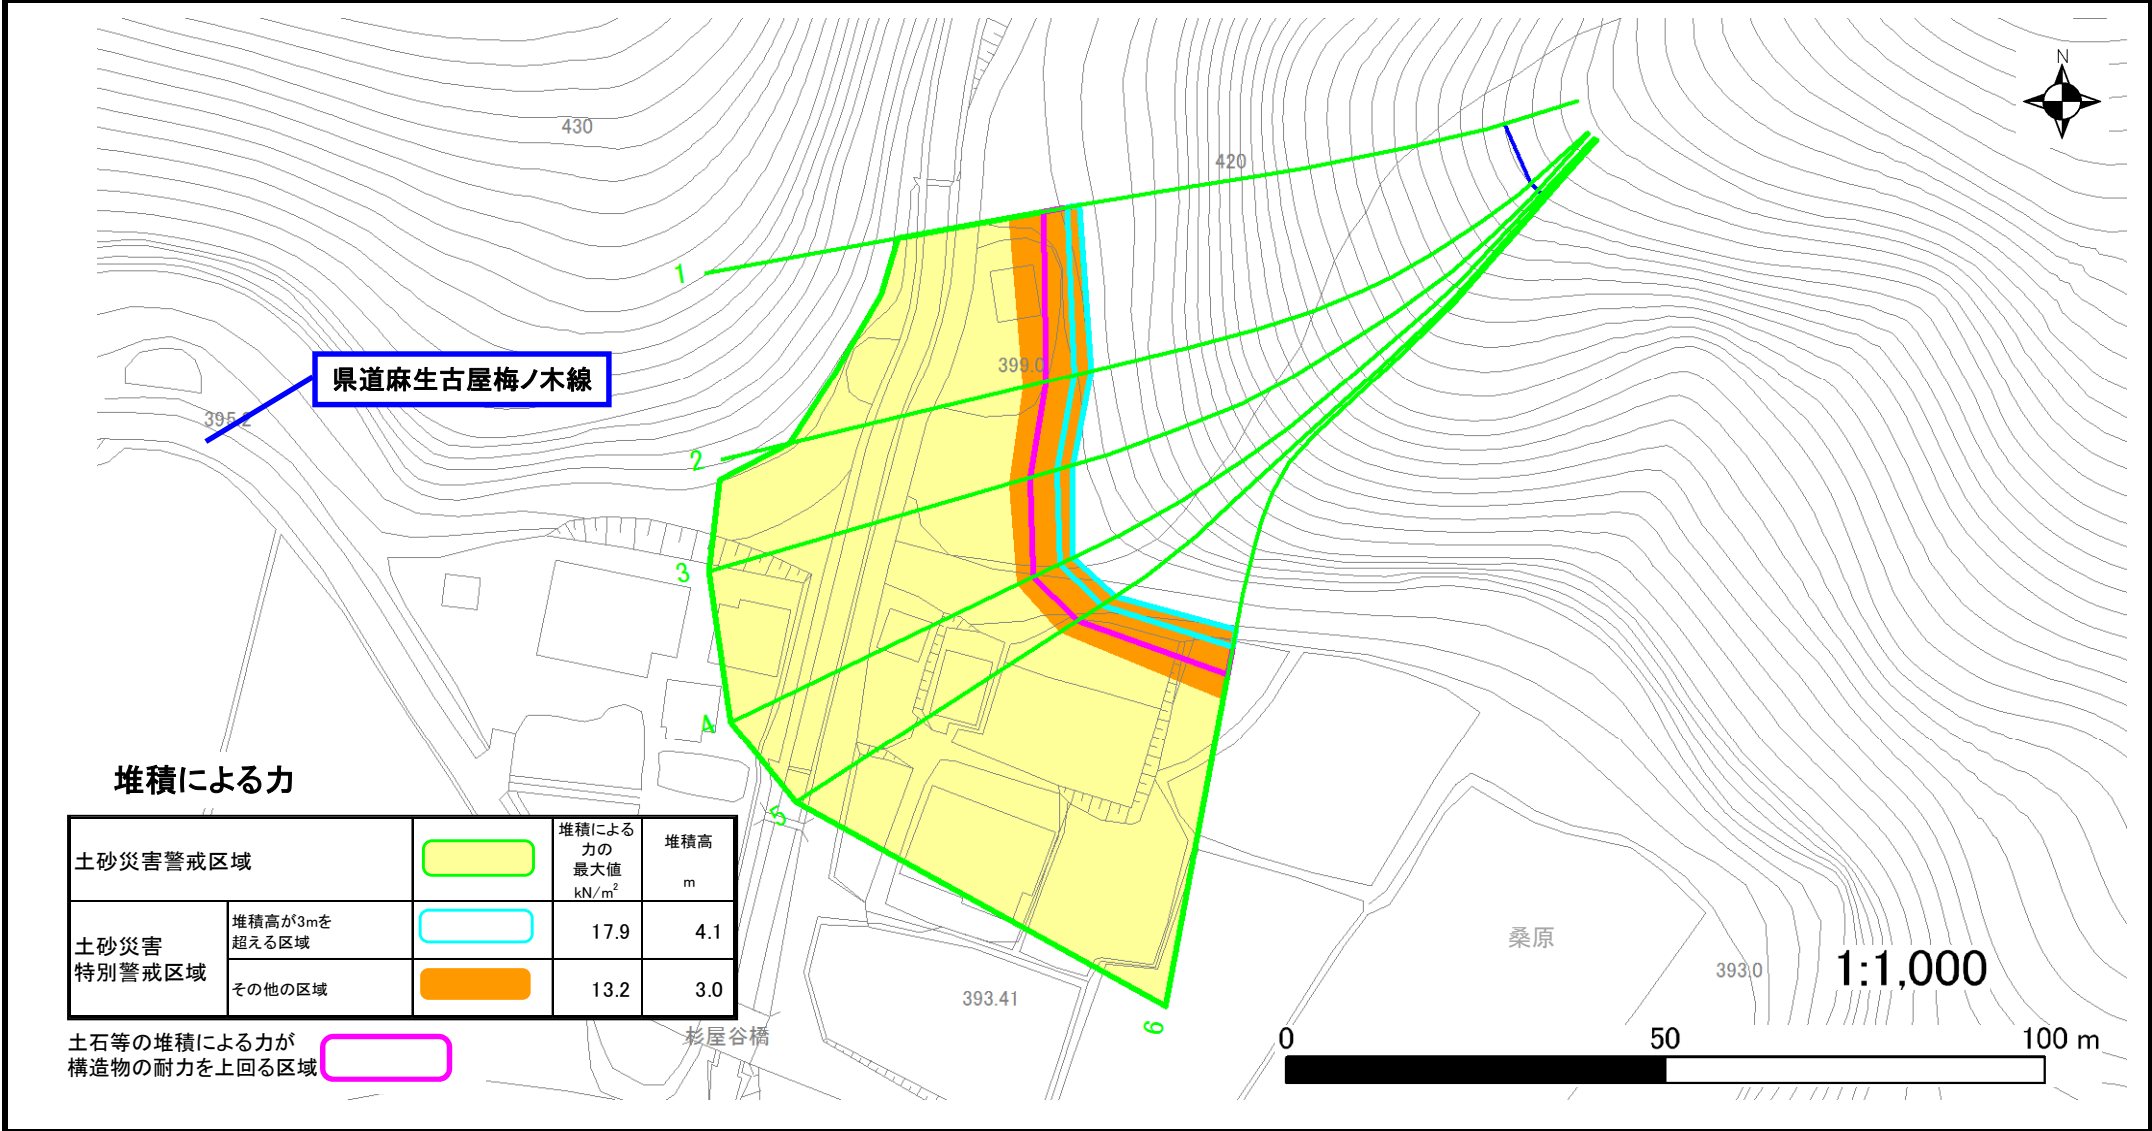 N
430
420
1
県道麻生古屋梅ノ木線
399.0
395.2
2
3
4
5
6
堆積による力
土砂災害警戒区域
堆積による
力の
最大値
kN/m²
堆積高
m
土砂災害
特別警戒区域
堆積高が3mを
超える区域
17.9
4.1
その他の区域
13.2
3.0
土石等の堆積による力が
構造物の耐力を上回る区域
杉屋谷橋
393.41
桑原
393.0
1:1,000
0
50
100 m